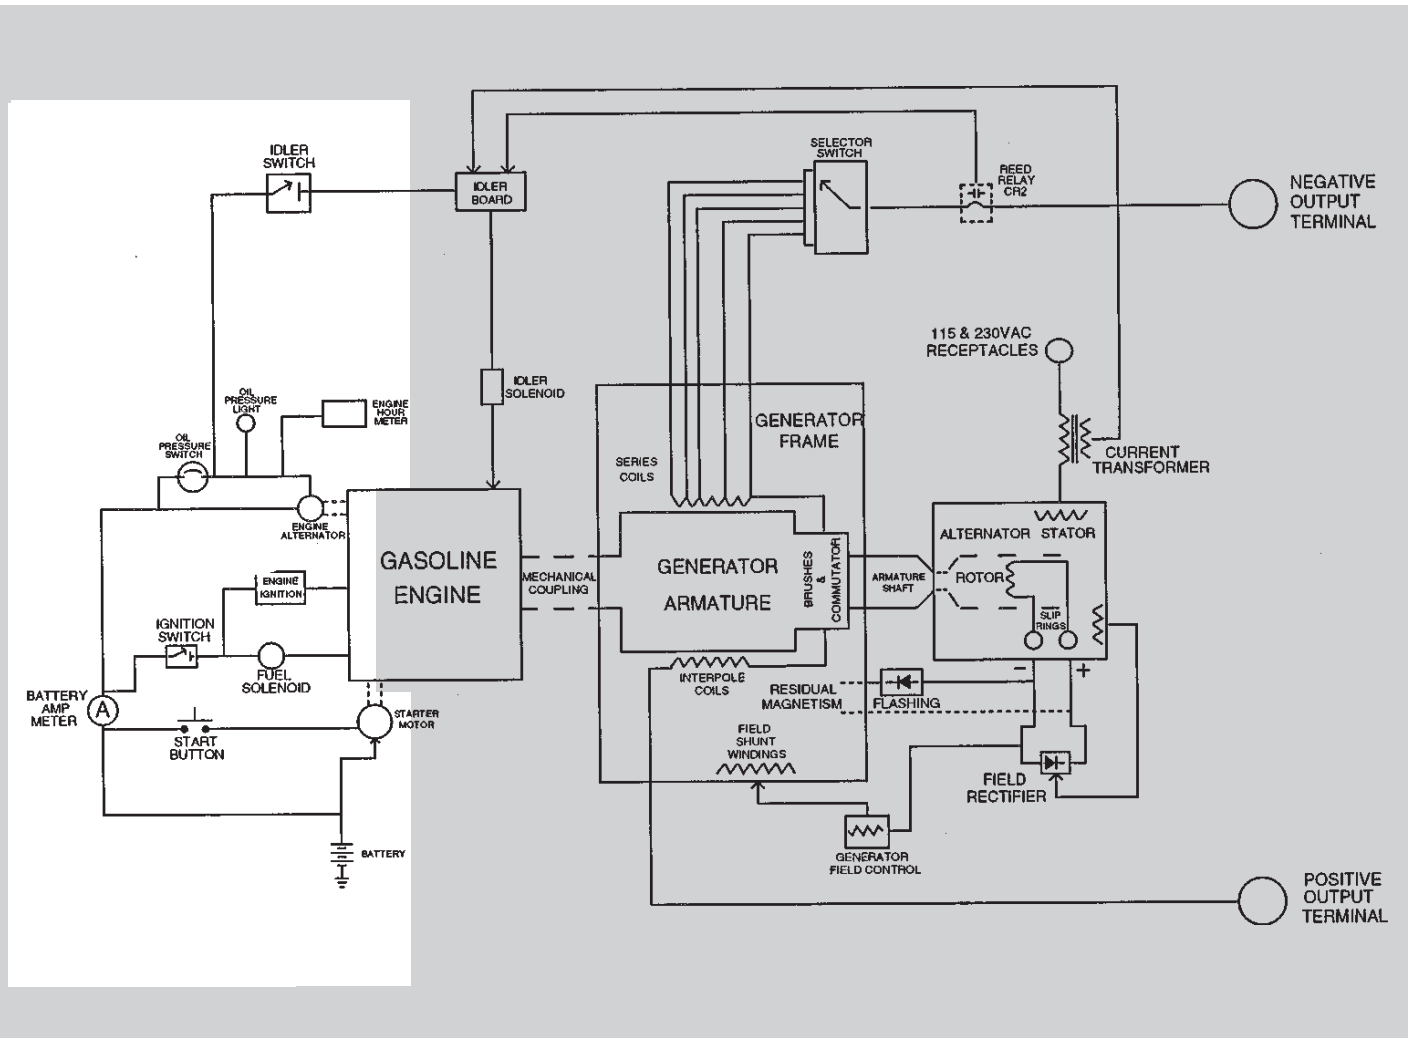 IDLER
SWITCH
IDLER
BOARD
SELECTOR
SWITCH
REED
RELAY
CR2
NEGATIVE
OUTPUT
TERMINAL
115 & 230VAC
RECEPTACLES
IDLER
SOLENOID
OIL
PRESSURE
LIGHT
ENGINE
HOUR
METER
OIL
PRESSURE
SWITCH
GENERATOR
FRAME
SERIES
COILS
CURRENT
TRANSFORMER
ENGINE
ALTERNATOR
GASOLINE
ENGINE
MECHANICAL
COUPLING
GENERATOR
ARMATURE
BRUSHES
&
COMMUTATOR
ARMATURE
SHAFT
ALTERNATOR
STATOR
ROTOR
SLIP
RINGS
ENGINE
IGNITION
IGNITION
SWITCH
FUEL
SOLENOID
INTERPOLE
COILS
RESIDUAL
MAGNETISM
FLASHING
−
+
BATTERY
AMP
METER
A
START
BUTTON
STARTER
MOTOR
FIELD
SHUNT
WINDINGS
FIELD
RECTIFIER
BATTERY
GENERATOR
FIELD CONTROL
POSITIVE
OUTPUT
TERMINAL